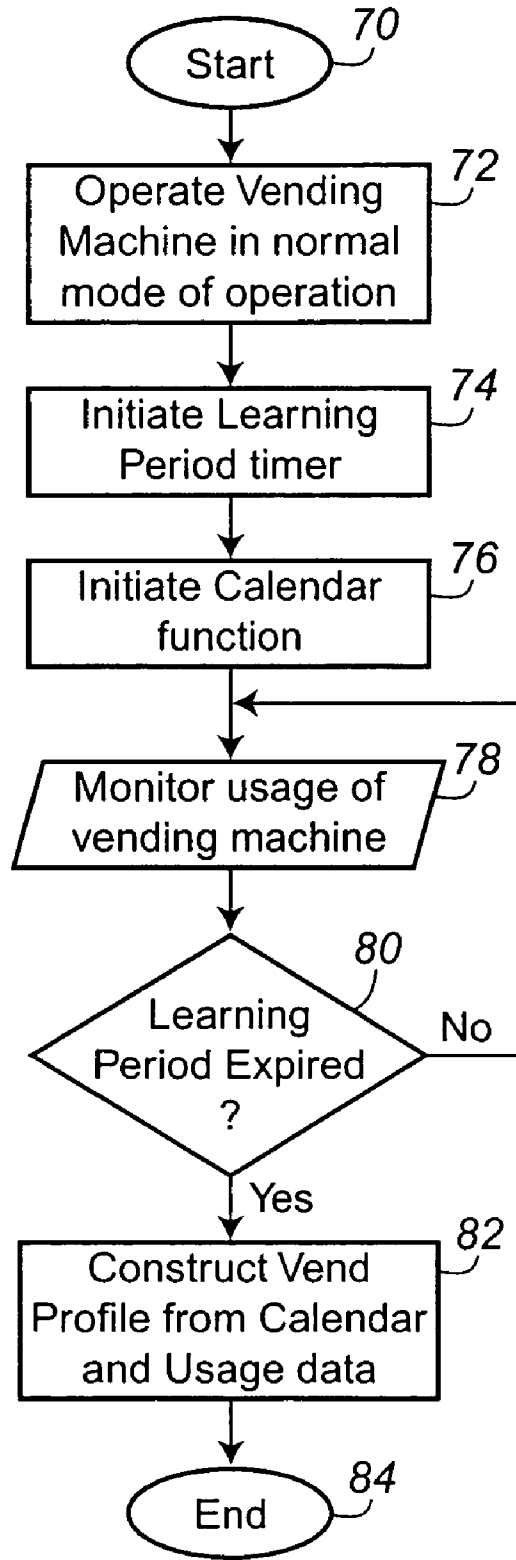 70
Start
72
Operate Vending
Machine in normal
mode of operation
74
Initiate Learning
Period timer
76
Initiate Calendar
function
78
Monitor usage of
vending machine
80
Learning
Period Expired
?
No
Yes
82
Construct Vend
Profile from Calendar
and Usage data
84
End